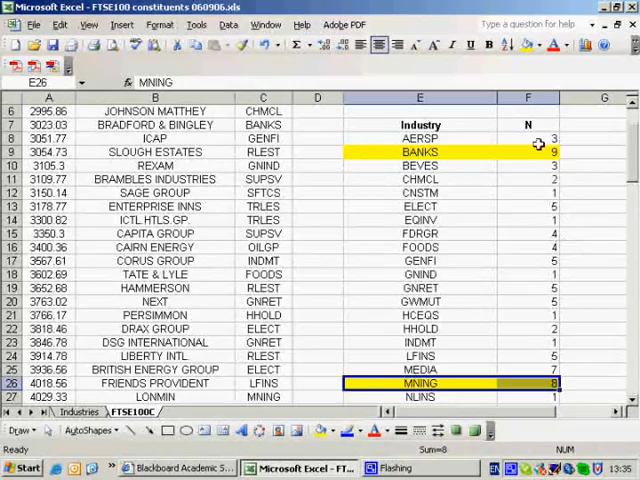 Microsoft Excel - FTSE100 constituents 060906.xls
File Edit View Insert Format Tools Data Window Help Adobe PDF Type a question for help
E26 fx MNING
A B C D E F G
6 2995.86 JOHNSON MATTHEY CHMCL
7 3023.03 BRADFORD & BINGLEY BANKS Industry N
8 3051.77 ICAP GENFI AERSP 3
9 3054.73 SLOUGH ESTATES RLEST BANKS 9
10 3105.3 REXAM GNIND BEVES 3
11 3109.77 BRAMBLES INDUSTRIES SUPSV CHMCL 2
12 3150.14 SAGE GROUP SFTCS CNSTM 1
13 3177.78 ENTERPRISE INNS TRLES ELECT 5
14 3300.82 ICTL HTLS.GP. TRLES EQINV 1
15 3350.3 CAPITA GROUP SUPSV FDRGR 4
16 3400.36 CAIRN ENERGY OILGP FOODS 4
17 3567.61 CORUS GROUP INDMT GENFI 5
18 3602.69 TATE & LYLE FOODS GNIND 1
19 3652.68 HAMMERSON RLEST GNRET 5
20 3763.02 NEXT GNRET GWMUT 5
21 3766.17 PERSIMMON HHOLD HCEQS 1
22 3818.46 DRAX GROUP ELECT HHOLD 2
23 3846.78 DSG INTERNATIONAL GNRET INDMT 1
24 3914.78 LIBERTY INTL. RLEST LFINS 5
25 3936.56 BRITISH ENERGY GROUP ELECT MEDIA 7
26 4018.56 FRIENDS PROVIDENT LFINS MNING 8
27 4029.33 LONMIN MNING NLINS 1
Industries FTSE100C
Draw AutoShapes
Ready Sum=8 NUM
Start Blackboard Academic S... Microsoft Excel - FT... Flashing EN 13:35